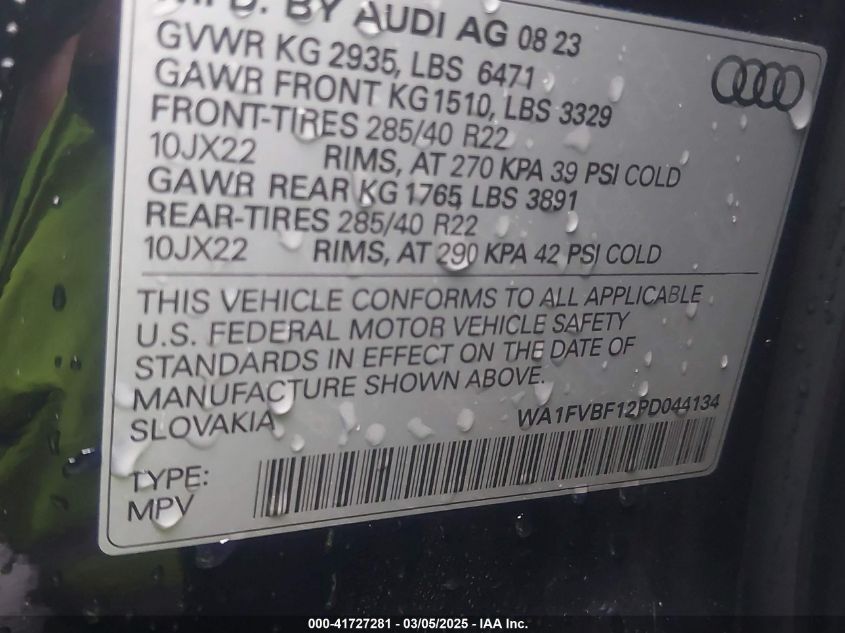 MFD. BY AUDI AG 08 23
GVWR KG 2935, LBS 6471
GAWR FRONT KG1510, LBS 3329
FRONT-TIRES 285/40 R22
10JX22 RIMS, AT 270 KPA 39 PSI COLD
GAWR REAR KG 1765, LBS 3891
REAR-TIRES 285/40 R22
10JX22 RIMS, AT 290 KPA 42 PSI COLD
THIS VEHICLE CONFORMS TO ALL APPLICABLE
U.S. FEDERAL MOTOR VEHICLE SAFETY
STANDARDS IN EFFECT ON THE DATE OF
MANUFACTURE SHOWN ABOVE.
SLOVAKIA WA1FVBF12PD044134
TYPE:
MPV
000-41727281 - 03/05/2025 - IAA Inc.